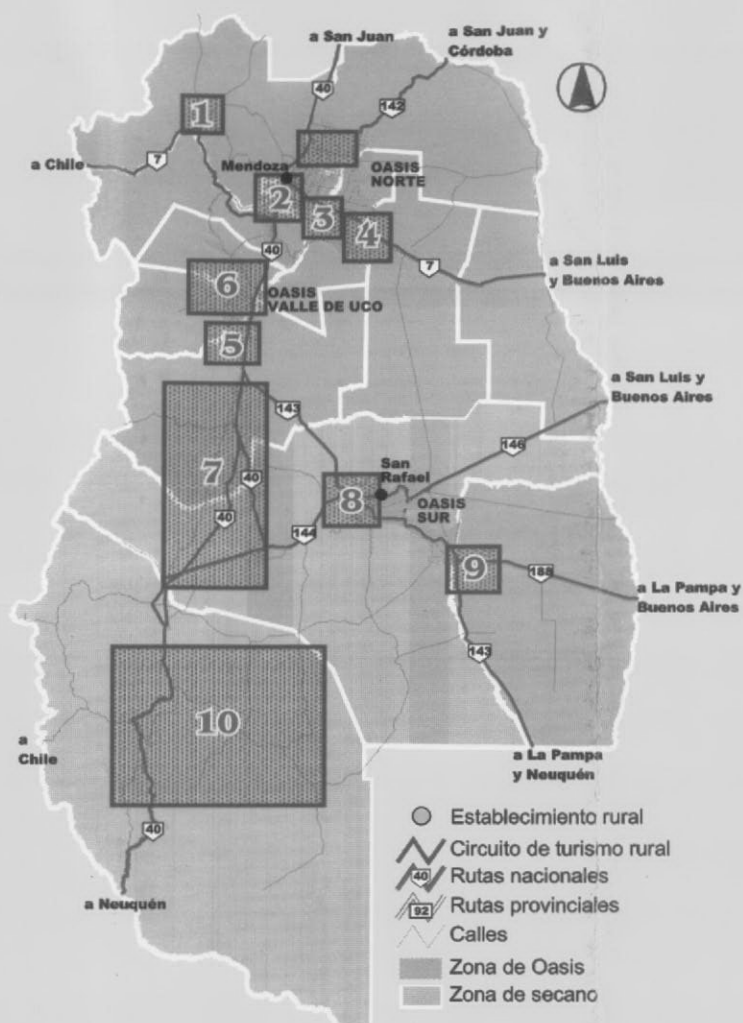 a San Juan
a San Juan y
Córdoba
40
142
1
a Chile
7
Mendoza
OASIS
NORTE
2
3
4
40
7
a San Luis
y Buenos Aires
6
OASIS
VALLE DE UCO
5
a San Luis y
Buenos Aires
143
146
7
40
40
San
Rafael
8
OASIS
SUR
144
9
188
a La Pampa y
Buenos Aires
143
10
a
Chile
a La Pampa
y Neuquén
40
a Neuquén
Establecimiento rural
Circuito de turismo rural
40
Rutas nacionales
92
Rutas provinciales
Calles
Zona de Oasis
Zona de secano